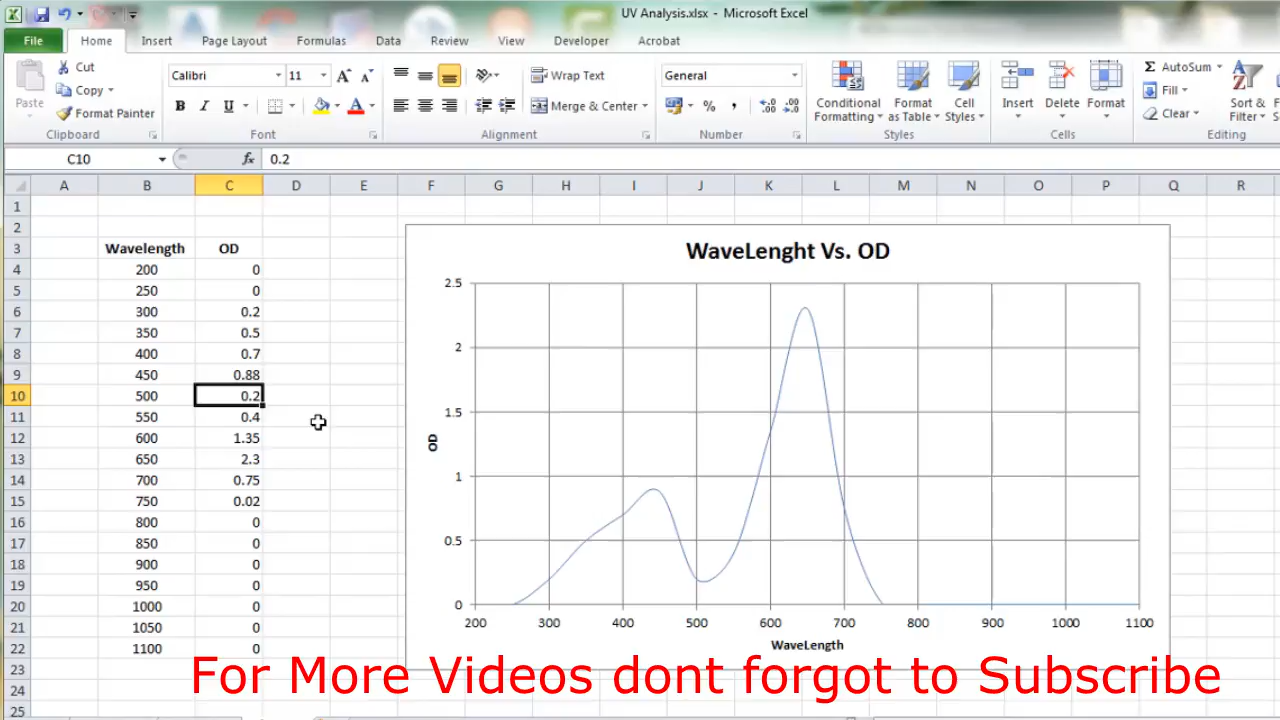 UV Analysis.xlsx - Microsoft Excel
File Home Insert Page Layout Formulas Data Review View Developer Acrobat
Paste
Cut
Copy
Format Painter
Clipboard
Calibri 11 A A
B I U A
Font
Wrap Text
Merge & Center
Alignment
General
% ,
Number
Conditional Formatting
Format as Table
Cell Styles
Styles
Insert Delete Format
Cells
Σ AutoSum
Fill
Clear
Sort & Filter
Editing
C10 fx 0.2
A B C D E F G H I J K L M N O P Q R
1
2
3 Wavelength OD
4 200 0
5 250 0
6 300 0.2
7 350 0.5
8 400 0.7
9 450 0.88
10 500 0.2
11 550 0.4
12 600 1.35
13 650 2.3
14 700 0.75
15 750 0.02
16 800 0
17 850 0
18 900 0
19 950 0
20 1000 0
21 1050 0
22 1100 0
23
24
25
WaveLenght Vs. OD
2.5
2
1.5
1
0.5
0
OD
200 300 400 500 600 700 800 900 1000 1100
WaveLength
For More Videos dont forgot to Subscribe